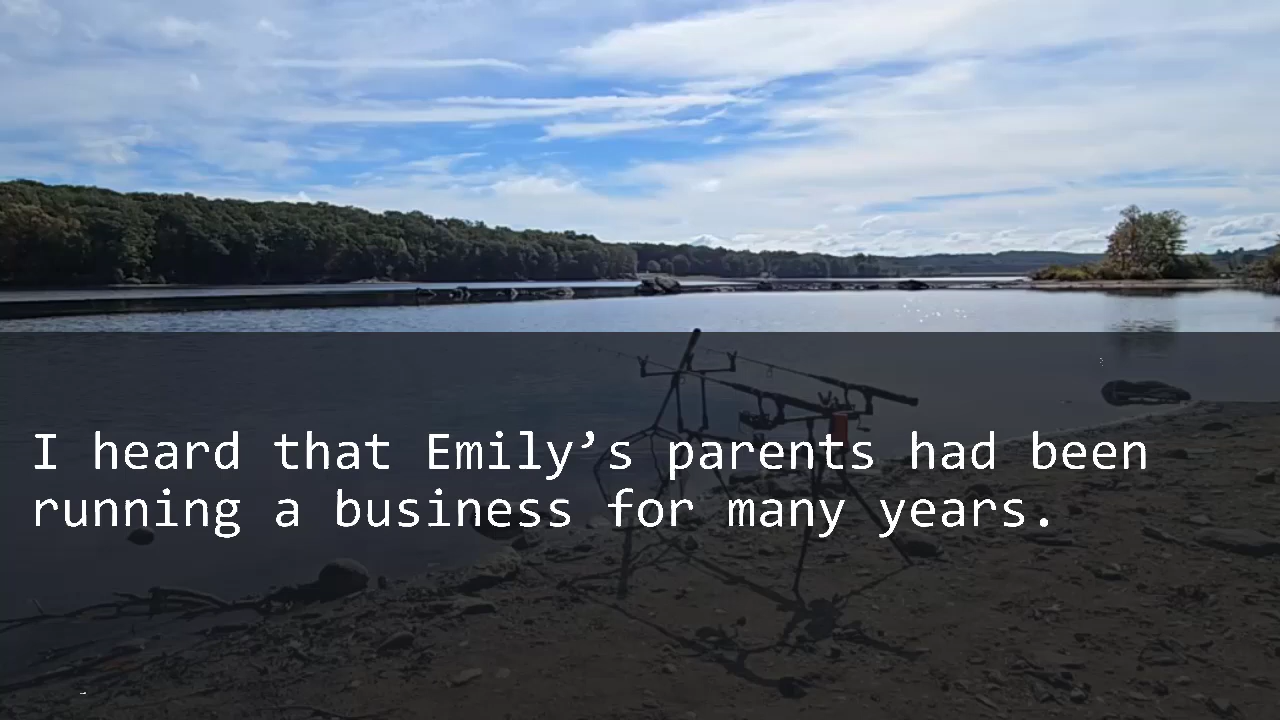 I heard that Emily’s parents had been
running a business for many years.